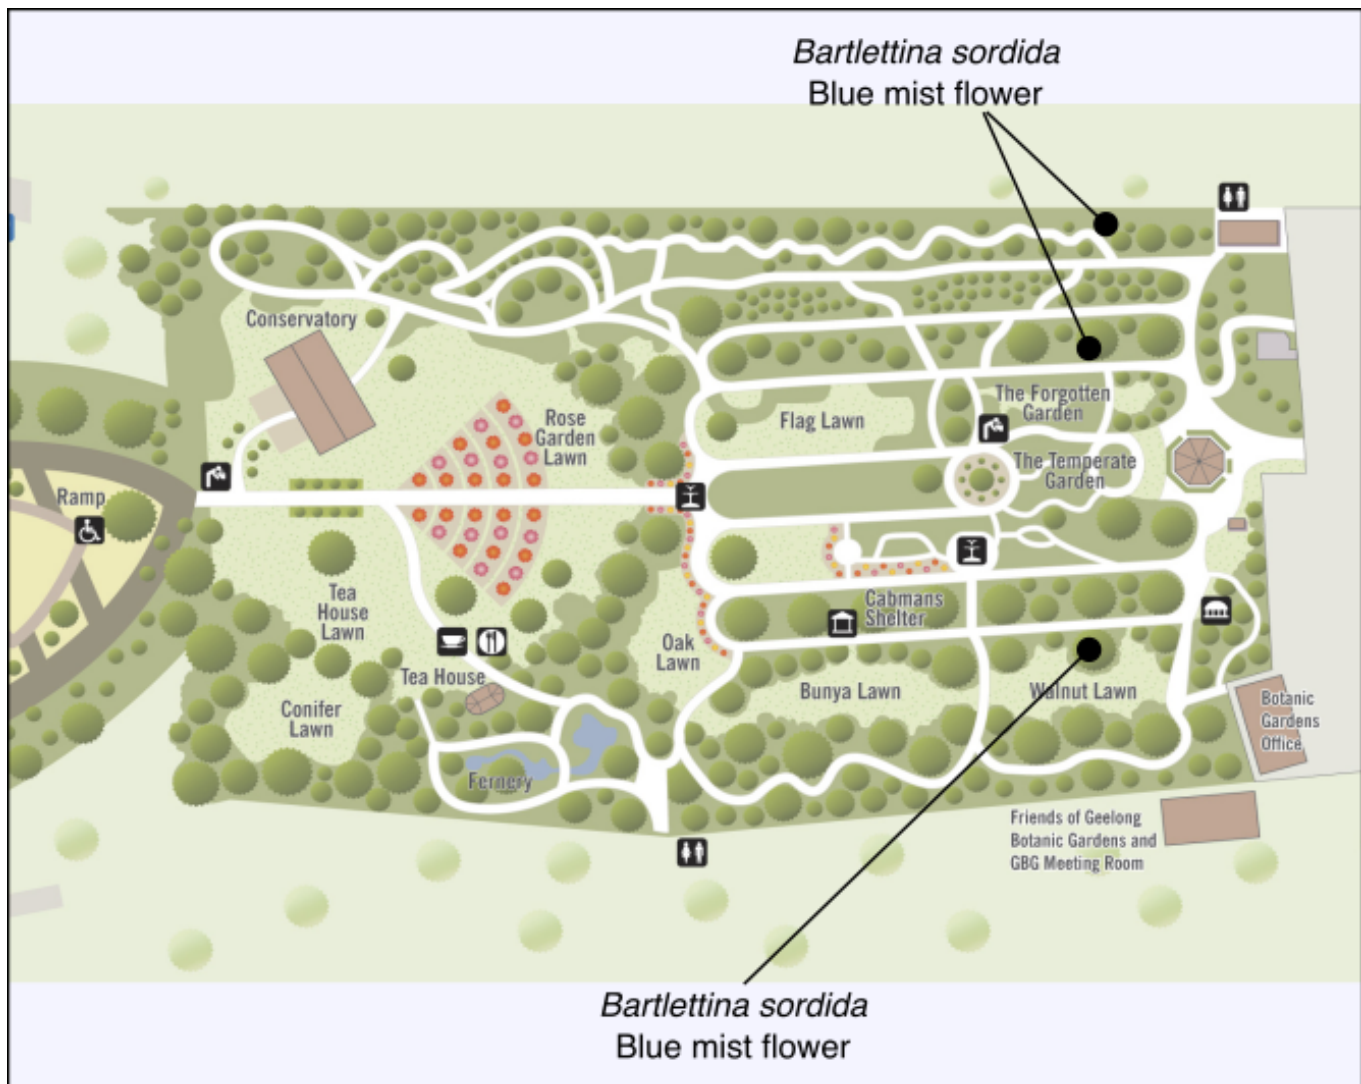 Bartlettina sordida
Blue mist flower
Conservatory
Rose
Garden
Lawn
Flag Lawn
The Forgotten
Garden
The Temperate
Garden
Ramp
Tea
House
Lawn
Cabmans
Shelter
Oak
Lawn
Tea House
Bunya Lawn
Walnut Lawn
Conifer
Lawn
Botanic
Gardens
Office
Fernery
Friends of Geelong
Botanic Gardens and
GBG Meeting Room
Bartlettina sordida
Blue mist flower